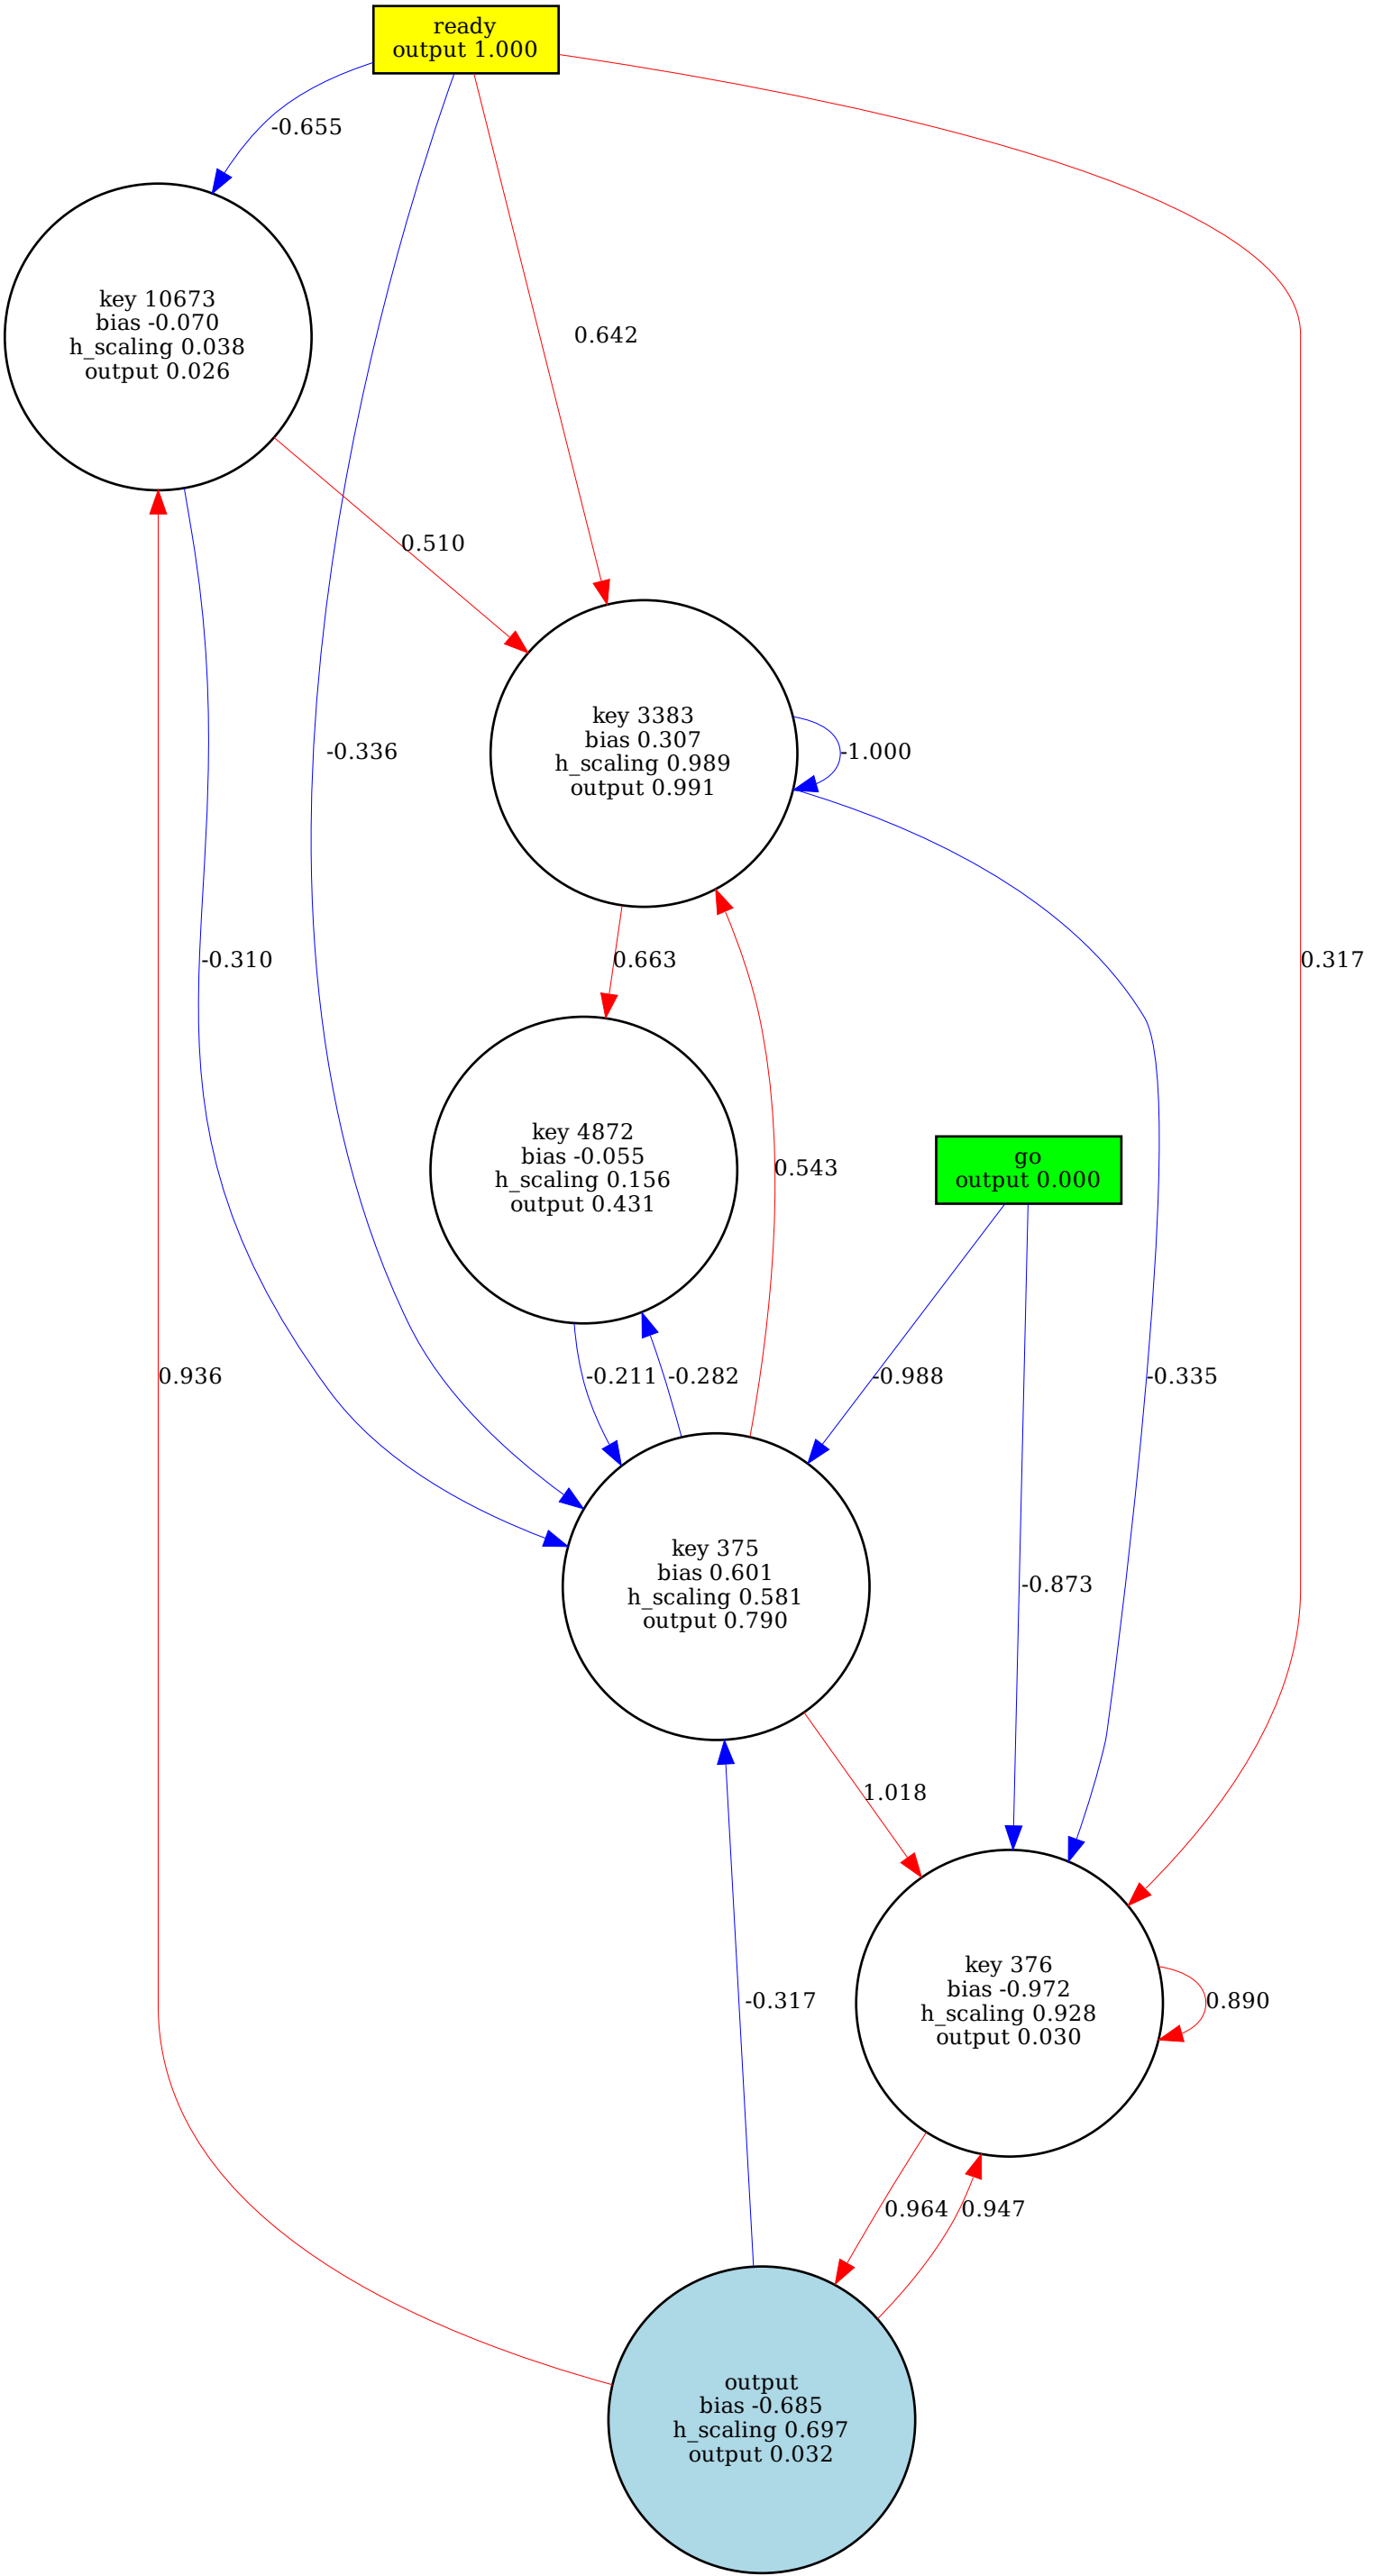 ready
output 1.000
-0.655
key 10673
bias -0.070
h_scaling 0.038
output 0.026
0.642
0.510
key 3383
bias 0.307
h_scaling 0.989
output 0.991
-0.336
-1.000
-0.310
0.663
0.317
key 4872
bias -0.055
h_scaling 0.156
output 0.431
0.543
go
output 0.000
0.936
-0.211
-0.282
-0.988
-0.335
key 375
bias 0.601
h_scaling 0.581
output 0.790
-0.873
1.018
key 376
bias -0.972
h_scaling 0.928
output 0.030
-0.317
0.890
0.964
0.947
output
bias -0.685
h_scaling 0.697
output 0.032